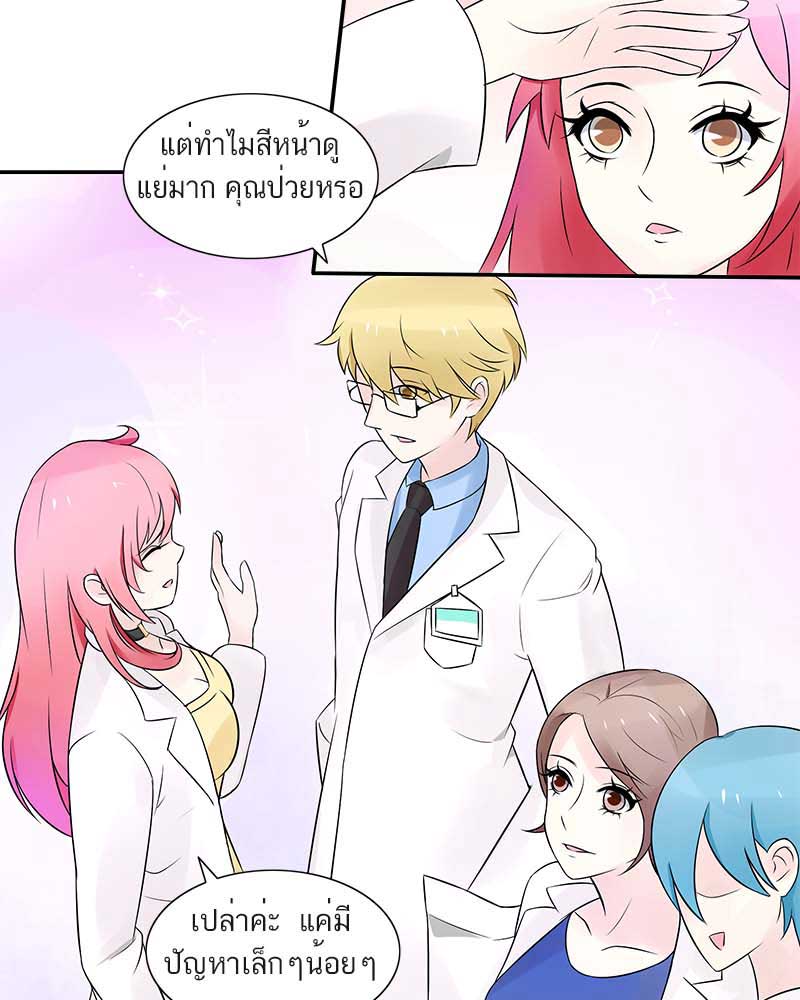 แต่ทำไมสีหน้าดู
แย่มาก คุณป่วยหรอ
เปล่าค่ะ แค่มี
ปัญหาเล็กๆน้อยๆ